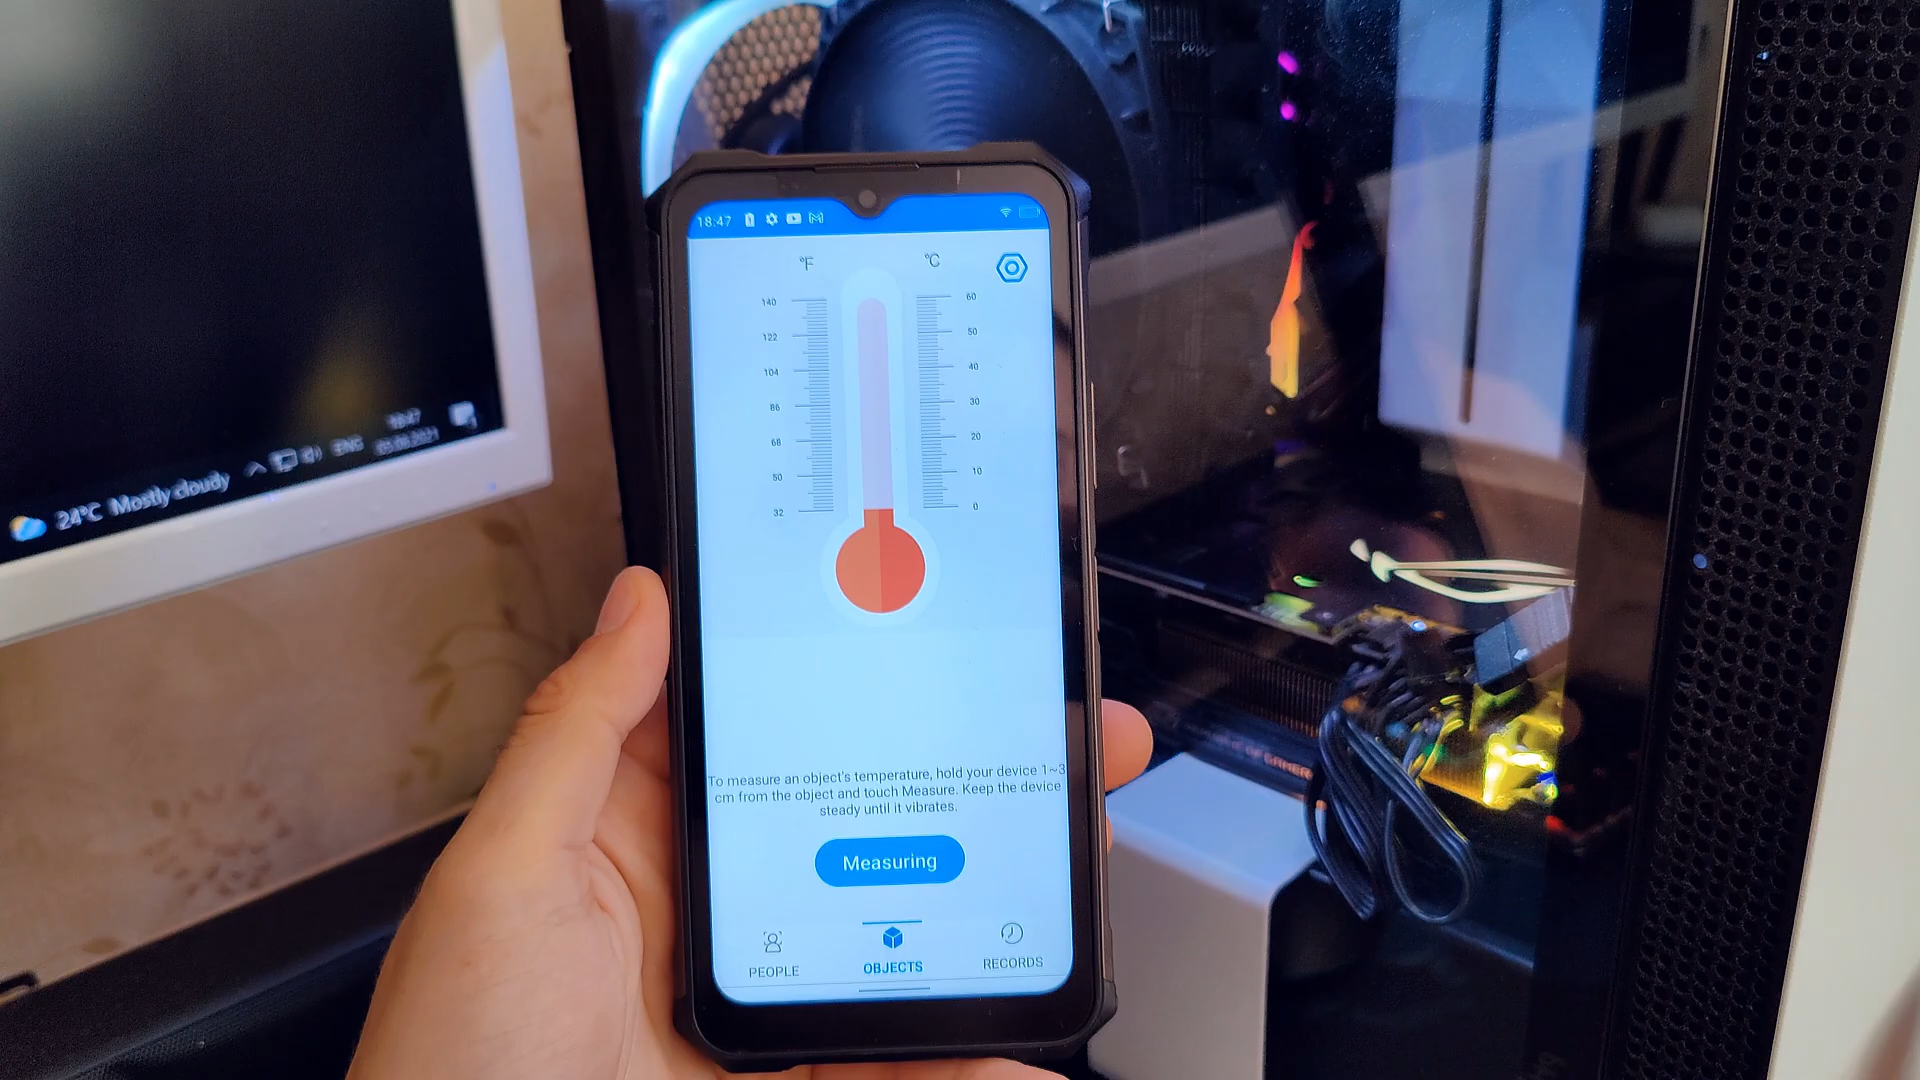 18:47
°F
°C
140
60
122
50
104
40
86
30
68
20
50
10
32
0
To measure an object's temperature, hold your device 1~3
cm from the object and touch Measure. Keep the device
steady until it vibrates.
Measuring
PEOPLE
OBJECTS
RECORDS
24°C Mostly cloudy
ENG
18:47